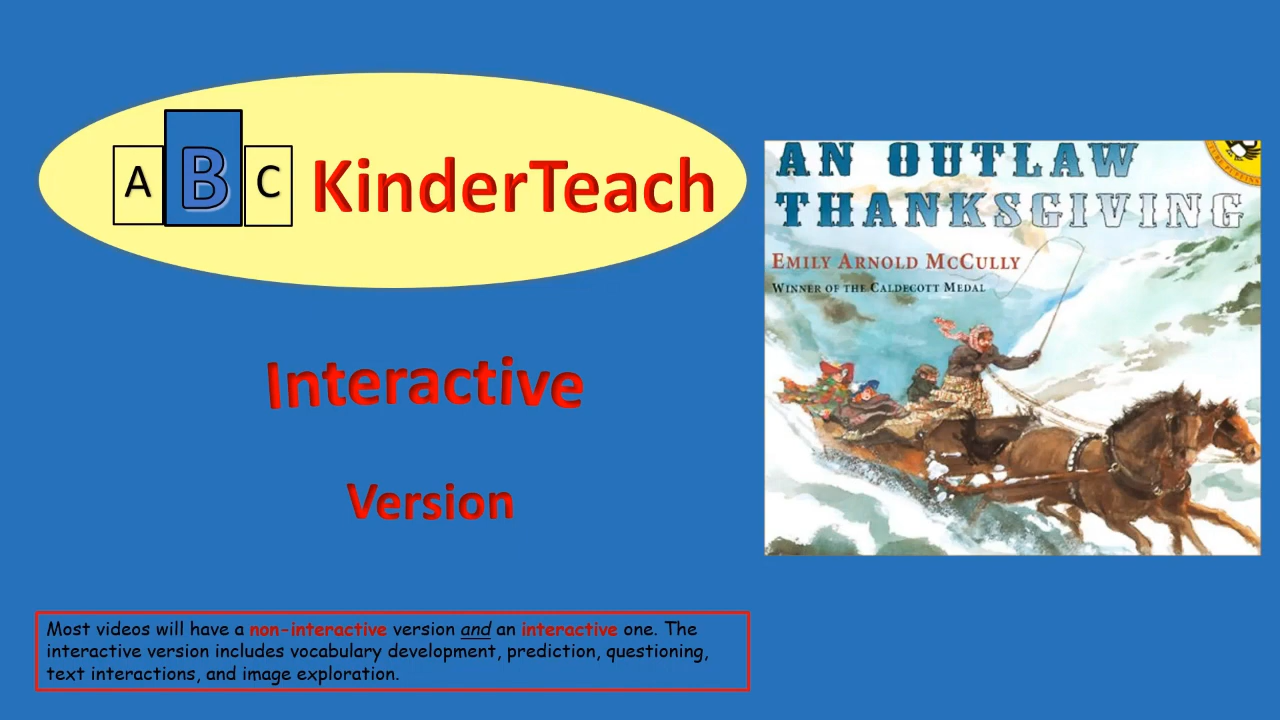 A B C KinderTeach
Interactive
Version
Most videos will have a non-interactive version and an interactive one. The
interactive version includes vocabulary development, prediction, questioning,
text interactions, and image exploration.
AN OUTLAW
THANKSGIVING
EMILY ARNOLD MCCULLY
WINNER OF THE CALDECOTT MEDAL